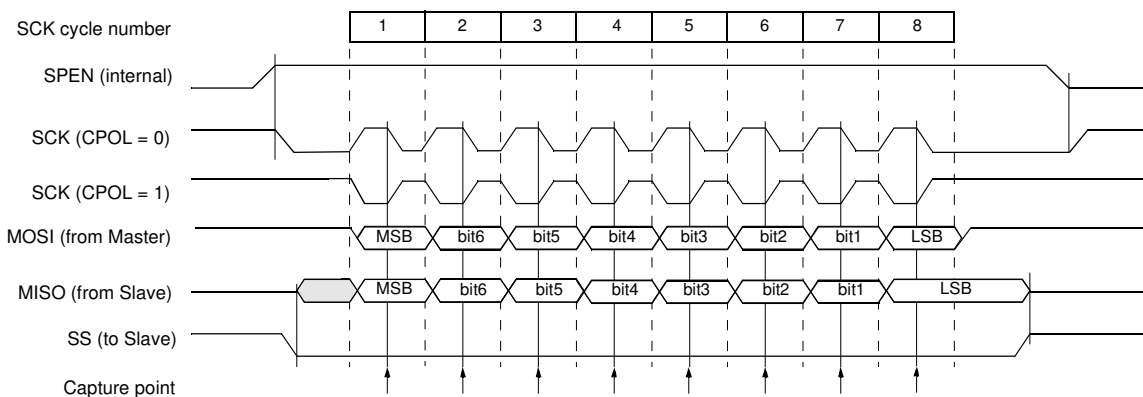 SCK cycle number 1 2 3 4 5 6 7 8
SPEN (internal)
SCK (CPOL = 0)
SCK (CPOL = 1)
MOSI (from Master) MSB bit6 bit5 bit4 bit3 bit2 bit1 LSB
MISO (from Slave) MSB bit6 bit5 bit4 bit3 bit2 bit1 LSB
SS (to Slave)
Capture point